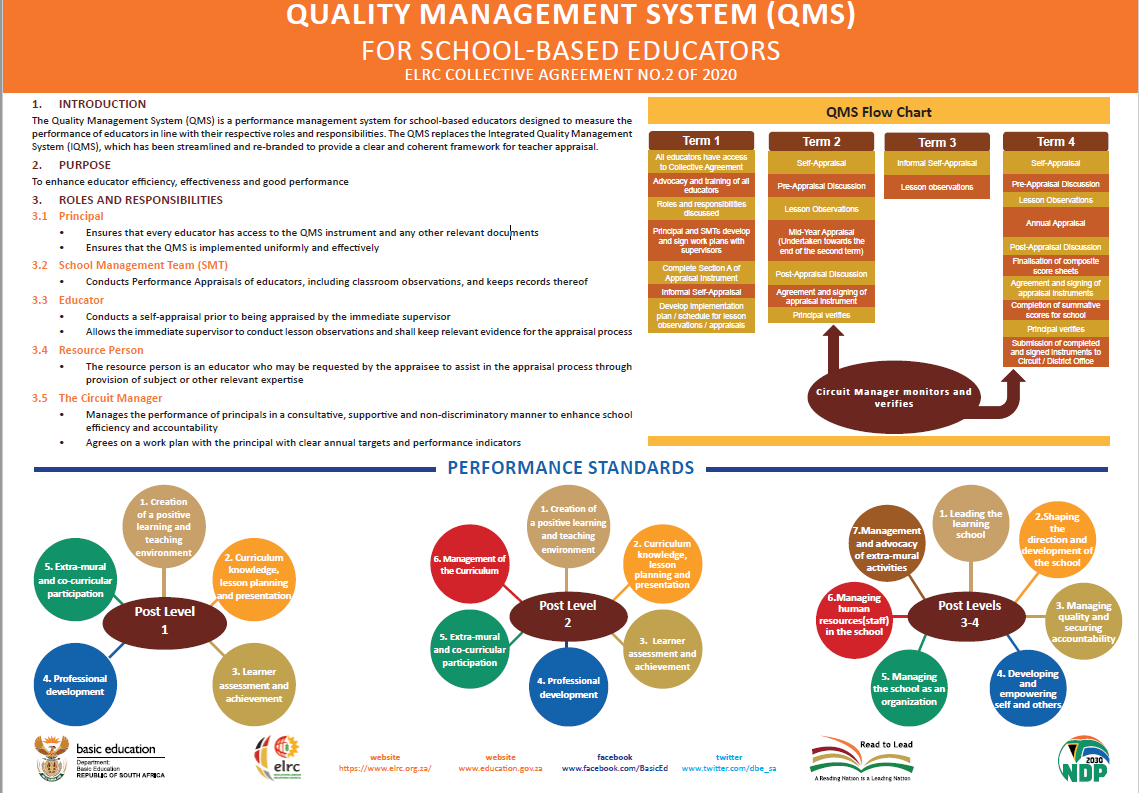 QUALITY MANAGEMENT SYSTEM (QMS)
FOR SCHOOL-BASED EDUCATORS
ELRC COLLECTIVE AGREEMENT NO.2 OF 2020
1. INTRODUCTION
The Quality Management System (QMS) is a performance management system for school-based educators designed to measure the
performance of educators in line with their respective roles and responsibilities. The QMS replaces the Integrated Quality Management
System (IQMS), which has been streamlined and re-branded to provide a clear and coherent framework for teacher appraisal.
2. PURPOSE
To enhance educator efficiency, effectiveness and good performance
3. ROLES AND RESPONSIBILITIES
3.1 Principal
• Ensures that every educator has access to the QMS instrument and any other relevant documents
• Ensures that the QMS is implemented uniformly and effectively
3.2 School Management Team (SMT)
• Conducts Performance Appraisals of educators, including classroom observations, and keeps records thereof
3.3 Educator
• Conducts a self-appraisal prior to being appraised by the immediate supervisor
• Allows the immediate supervisor to conduct lesson observations and shall keep relevant evidence for the appraisal process
3.4 Resource Person
• The resource person is an educator who may be requested by the appraisee to assist in the appraisal process through
provision of subject or other relevant expertise
3.5 The Circuit Manager
• Manages the performance of principals in a consultative, supportive and non-discriminatory manner to enhance school
efficiency and accountability
• Agrees on a work plan with the principal with clear annual targets and performance indicators
QMS Flow Chart
Term 1
All educators have access
to Collective Agreement
Advocacy and training of all
educators
Roles and responsibilities
discussed
Principal and SMTs develop
and sign work plans with
supervisors
Complete Section A of
Appraisal Instrument
Informal Self-Appraisal
Develop implementation
plan / schedule for lesson
observations / appraisals
Term 2
Self-Appraisal
Pre-Appraisal Discussion
Lesson Observations
Mid-Year Appraisal
(Undertaken towards the
end of the second term)
Post-Appraisal Discussion
Agreement and signing of
appraisal instrument
Principal verifies
Term 3
Informal Self-Appraisal
Lesson observations
Term 4
Self-Appraisal
Pre-Appraisal Discussion
Lesson Observations
Annual Appraisal
Post-Appraisal Discussion
Finalisation of composite
score sheets
Agreement and signing of
appraisal instruments
Completion of summative
scores for school
Principal verifies
Submission of completed
and signed instruments to
Circuit / District Office
Circuit Manager monitors and
verifies
PERFORMANCE STANDARDS
Post Level
1
1. Creation
of a positive
learning and
teaching
environment
2. Curriculum
knowledge,
lesson planning
and presentation
3. Learner
assessment and
achievement
4. Professional
development
5. Extra-mural
and co-curricular
participation
Post Level
2
1. Creation of
a positive learning
and teaching
environment
2. Curriculum
knowledge,
lesson
planning and
presentation
3. Learner
assessment and
achievement
4. Professional
development
5. Extra-mural
and co-curricular
participation
6. Management of
the Curriculum
Post Levels
3-4
1. Leading the
learning
school
2.Shaping
the
direction and
development of
the school
3. Managing
quality and
securing
accountability
4. Developing
and
empowering
self and others
5. Managing
the school as an
organization
6.Managing
human
resources(staff)
in the school
7.Management
and advocacy
of extra-mural
activities
basic education
Department:
Basic Education
REPUBLIC OF SOUTH AFRICA
elrc
website
https://www.elrc.org.za/
website
www.education.gov.za
facebook
www.facebook.com/BasicEd
twitter
www.twitter.com/dbe_sa
Read to Lead
A Reading Nation is a Leading Nation
2030
NDP